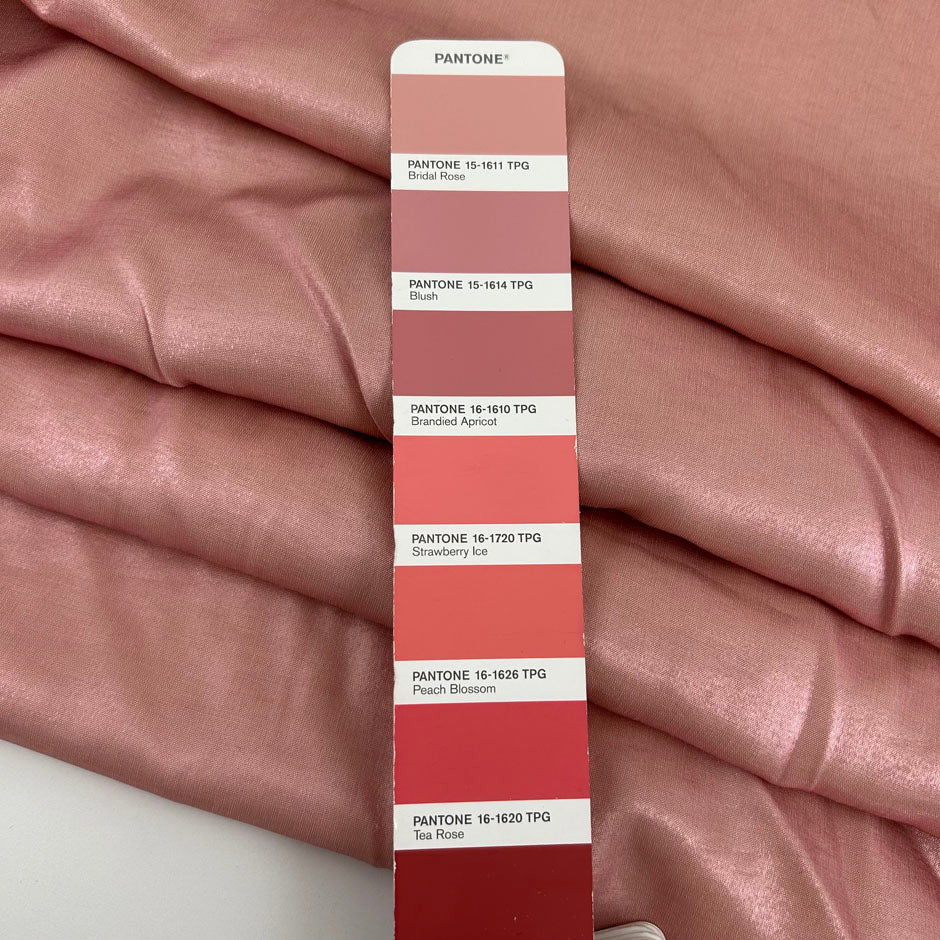 PANTONE®
PANTONE 15-1611 TPG
Bridal Rose
PANTONE 15-1614 TPG
Blush
PANTONE 16-1610 TPG
Brandied Apricot
PANTONE 16-1720 TPG
Strawberry Ice
PANTONE 16-1626 TPG
Peach Blossom
PANTONE 16-1620 TPG
Tea Rose